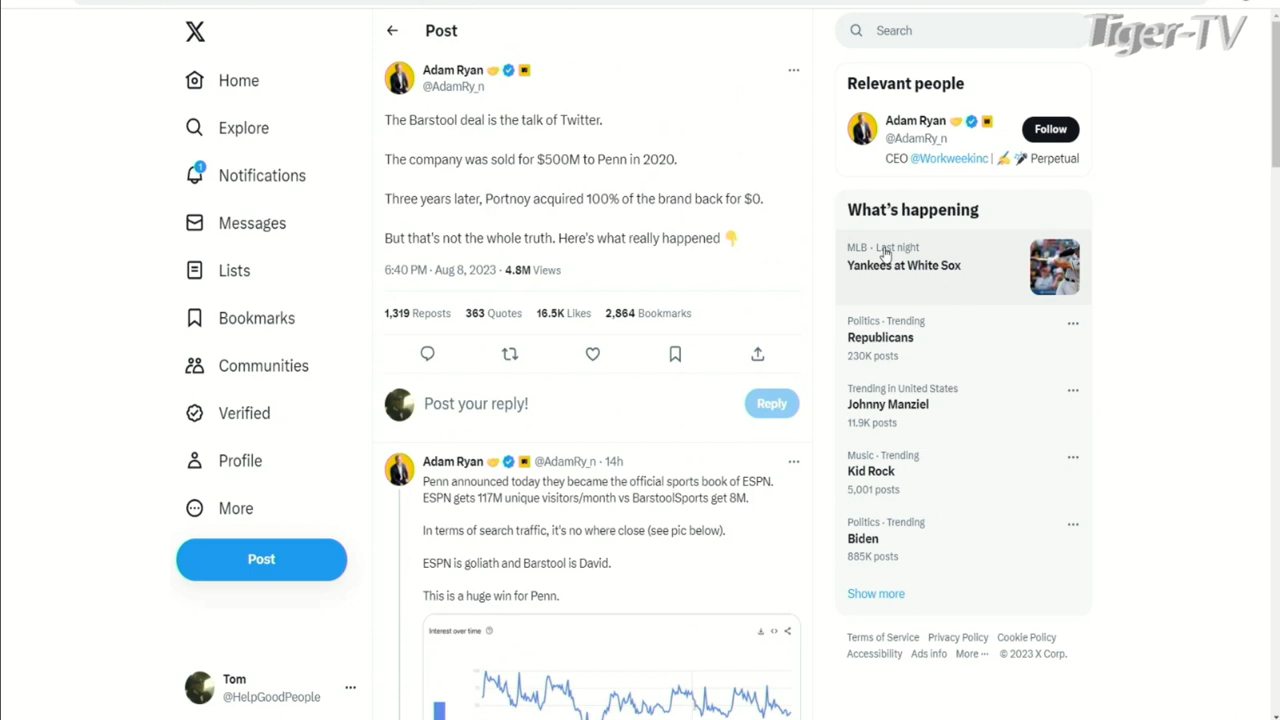 Tiger-TV
Home
Explore
1
Notifications
Messages
Lists
Bookmarks
Communities
Verified
Profile
More
Post
Tom
@HelpGoodPeople
Post
Adam Ryan
@AdamRy_n
The Barstool deal is the talk of Twitter.
The company was sold for $500M to Penn in 2020.
Three years later, Portnoy acquired 100% of the brand back for $0.
But that's not the whole truth. Here's what really happened 👇
6:40 PM · Aug 8, 2023 · 4.8M Views
1,319 Reposts 363 Quotes 16.5K Likes 2,864 Bookmarks
Post your reply!
Reply
Adam Ryan @AdamRy_n · 14h
Penn announced today they became the official sports book of ESPN.
ESPN gets 117M unique visitors/month vs BarstoolSports get 8M.
In terms of search traffic, it's no where close (see pic below).
ESPN is goliath and Barstool is David.
This is a huge win for Penn.
Interest over time
Search
Relevant people
Adam Ryan
@AdamRy_n
Follow
CEO @Workweekinc | ✍️ 🎤 Perpetual
What's happening
MLB · Last night
Yankees at White Sox
Politics · Trending
Republicans
230K posts
Trending in United States
Johnny Manziel
11.9K posts
Music · Trending
Kid Rock
5,001 posts
Politics · Trending
Biden
885K posts
Show more
Terms of Service Privacy Policy Cookie Policy
Accessibility Ads info More ··· © 2023 X Corp.